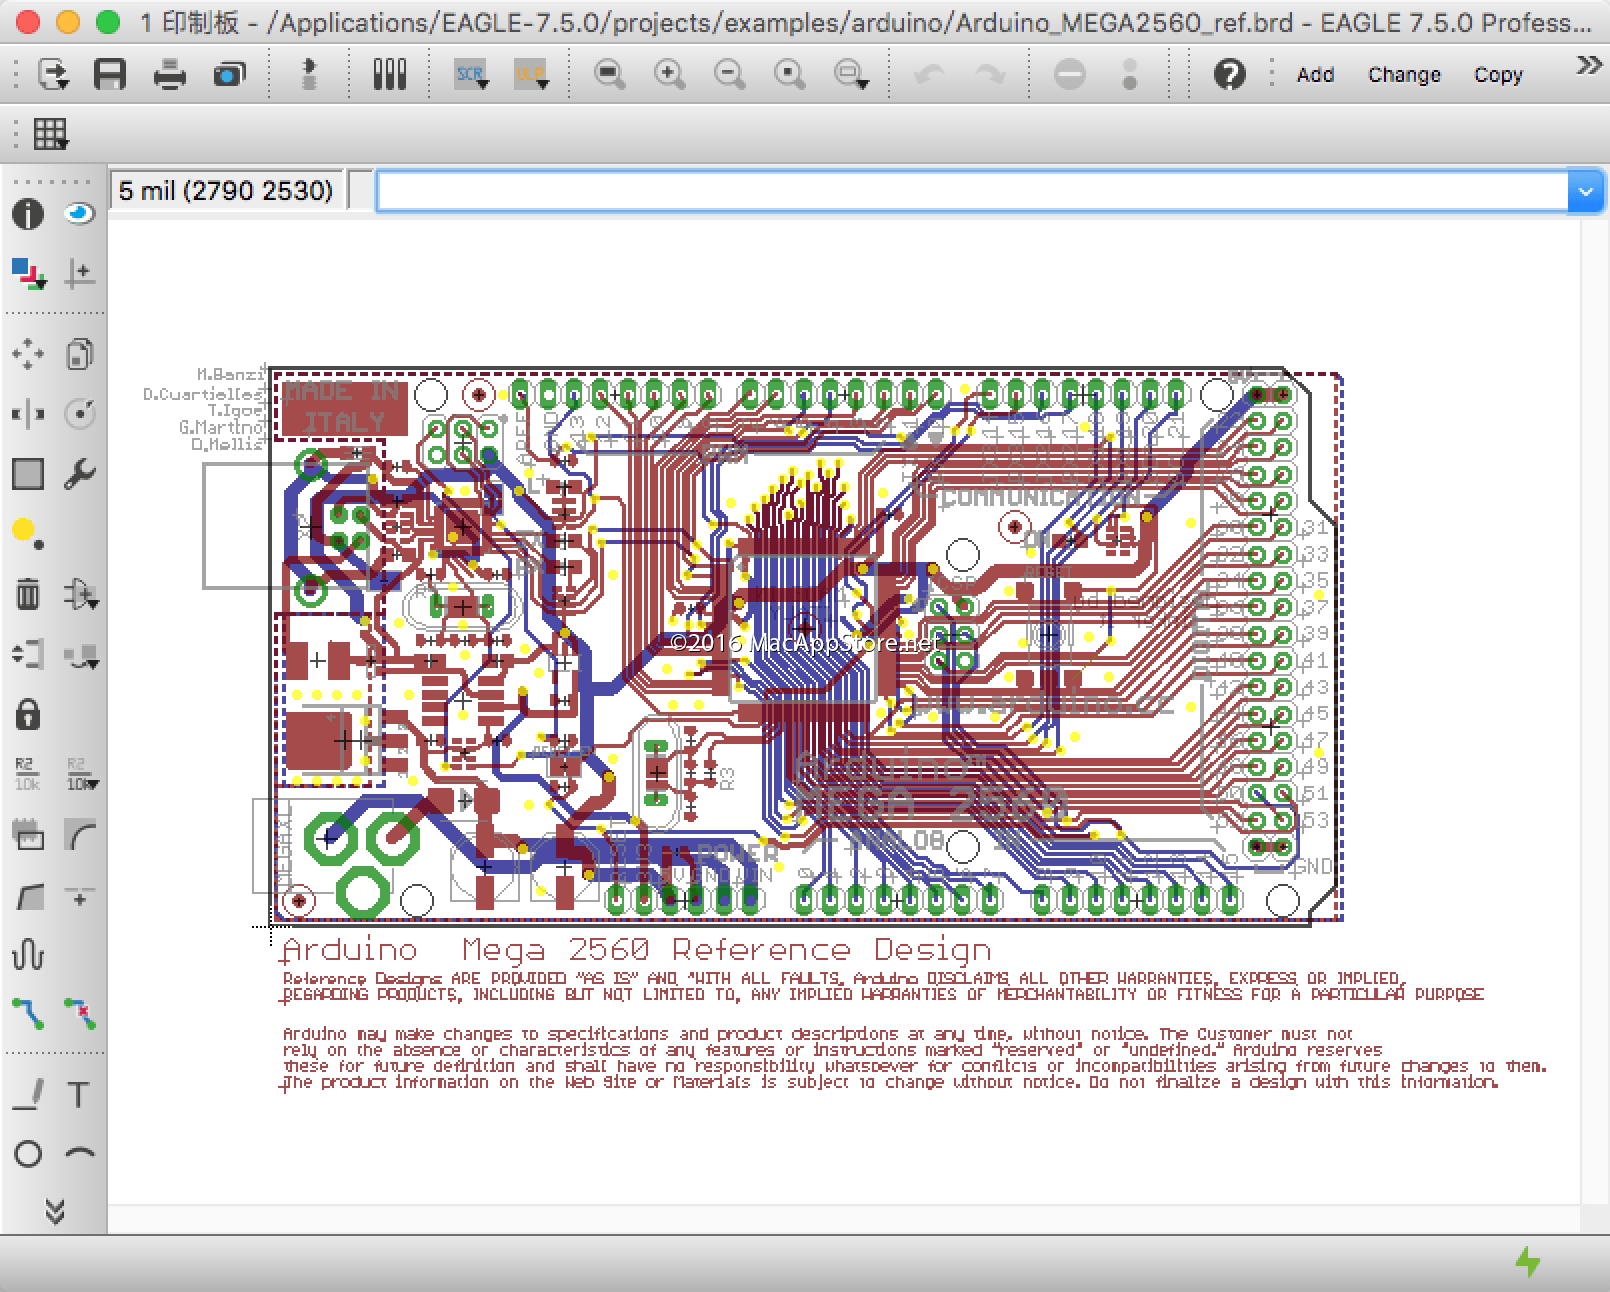 1 印制板 - /Applications/EAGLE-7.5.0/projects/examples/arduino/Arduino_MEGA2560_ref.brd - EAGLE 7.5.0 Profess...
SCR ULP Add Change Copy
5 mil (2790 2530)
M.Banzi
D.Cuartielles
T.Igoe
G.Martino
D.Mellis
MADE IN
ITALY
PWM
COMMUNICATION
31
33
35
37
39
41
43
45
47
49
51
53
GND
©2016 MacAppStore.net
www.arduino.cc
Arduino
MEGA 2560
R3
POWER
ANALOG IN
5V GND VIN
R2
10k
R2
10k
T
Arduino Mega 2560 Reference Design
Reference Designs ARE PROVIDED "AS IS" AND "WITH ALL FAULTS. Arduino DISCLAIMS ALL OTHER WARRANTIES, EXPRESS OR IMPLIED,
REGARDING PRODUCTS, INCLUDING BUT NOT LIMITED TO, ANY IMPLIED WARRANTIES OF MERCHANTABILITY OR FITNESS FOR A PARTICULAR PURPOSE
Arduino may make changes to specifications and product descriptions at any time, without notice. The Customer must not
rely on the absence or characteristics of any features or instructions marked "reserved" or "undefined." Arduino reserves
these for future definition and shall have no responsibility whatsoever for conflicts or incompatibilities arising from future changes to them.
The product information on the Web Site or Materials is subject to change without notice. Do not finalize a design with this information.